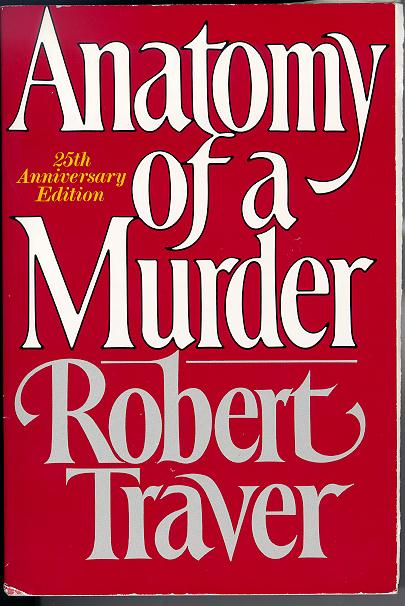 Anatomy
25th
Anniversary
Edition
of a
Murder
Robert
Traver